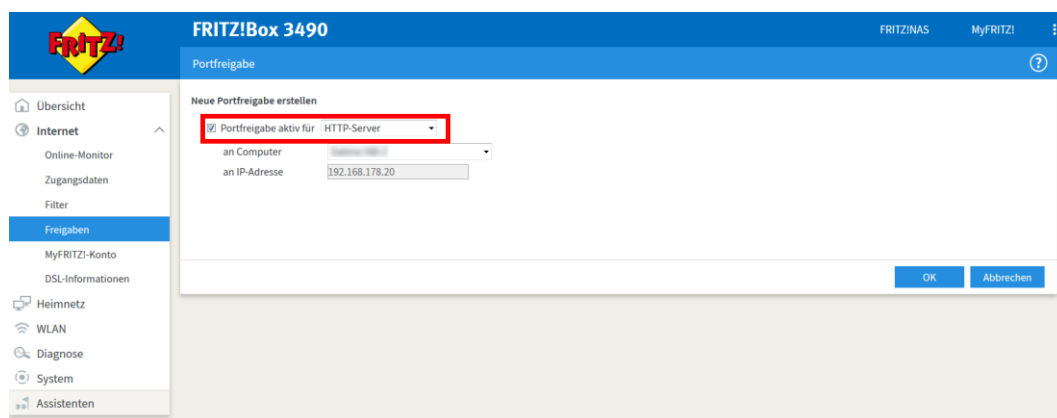 FRITZ!
FRITZ!Box 3490
FRITZ!NAS
MyFRITZ!
Portfreigabe
?
Übersicht
Internet
Online-Monitor
Zugangsdaten
Filter
Freigaben
MyFRITZ!-Konto
DSL-Informationen
Heimnetz
WLAN
Diagnose
System
Assistenten
Neue Portfreigabe erstellen
Portfreigabe aktiv für HTTP-Server
an Computer
an IP-Adresse 192.168.178.20
OK
Abbrechen